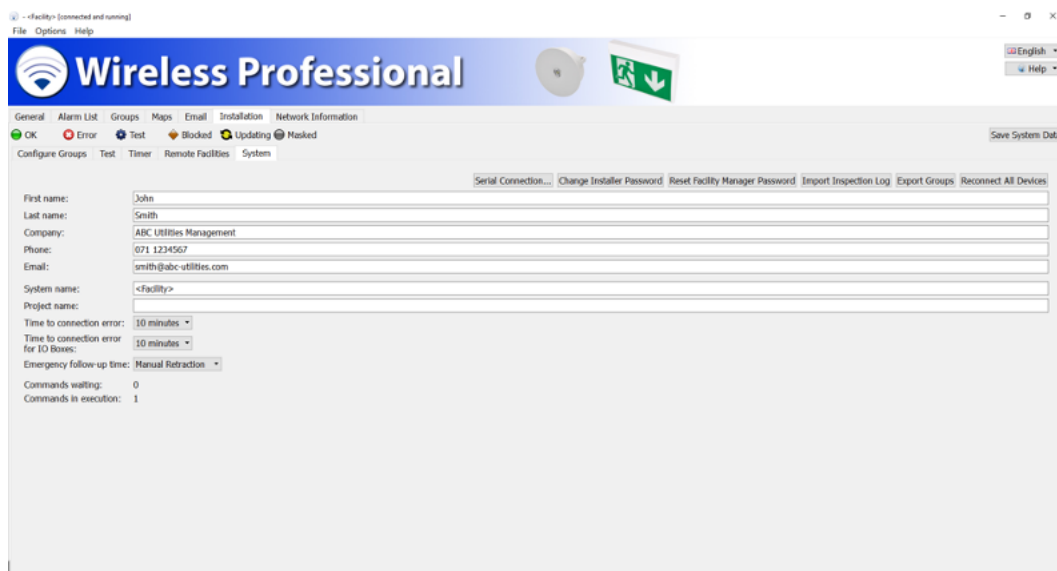 - <Facility> [connected and running]
File Options Help
Wireless Professional
English
Help
General Alarm List Groups Maps Email Installation Network Information
OK Error Test Blocked Updating Masked
Save System Dat
Configure Groups Test Timer Remote Facilities System
Serial Connection... Change Installer Password Reset Facility Manager Password Import Inspection Log Export Groups Reconnect All Devices
First name: John
Last name: Smith
Company: ABC Utilities Management
Phone: 071 1234567
Email: smith@abc-utilities.com
System name: <Facility>
Project name:
Time to connection error: 10 minutes
Time to connection error
for IO Boxes: 10 minutes
Emergency follow-up time: Manual Retraction
Commands waiting: 0
Commands in execution: 1